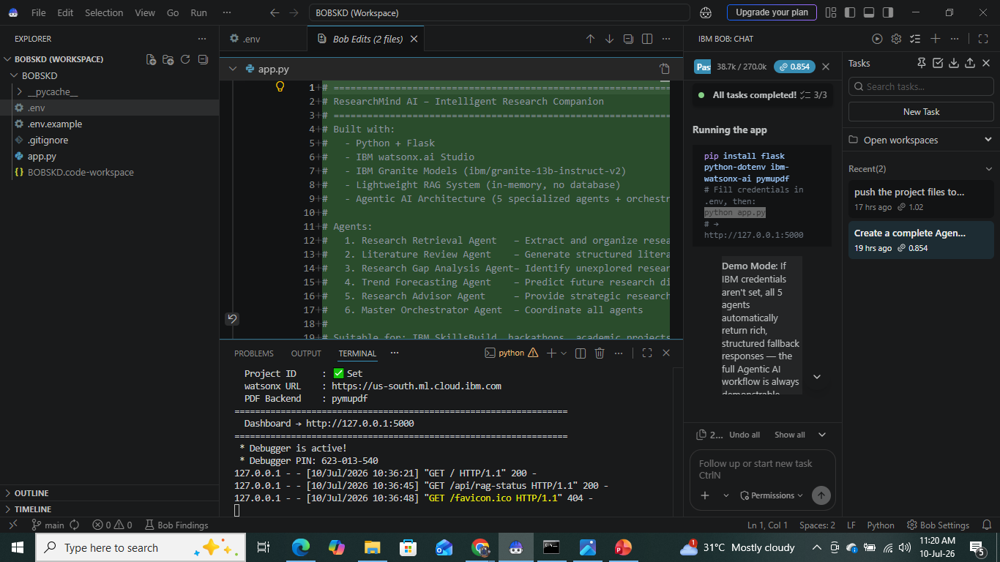 File Edit Selection View Go Run ··· BOBSKD (Workspace) Upgrade your plan
EXPLORER
BOBSKD (WORKSPACE)
BOBSKD
__pycache__
.env
.env.example
.gitignore
app.py
BOBSKD.code-workspace
OUTLINE
TIMELINE
.env
Bob Edits (2 files)
app.py
1+# ============================================================
2+# ResearchMind AI – Intelligent Research Companion
3+# ============================================================
4+# Built with:
5+#   - Python + Flask
6+#   - IBM watsonx.ai Studio
7+#   - IBM Granite Models (ibm/granite-13b-instruct-v2)
8+#   - Lightweight RAG System (in-memory, no database)
9+#   - Agentic AI Architecture (5 specialized agents + orchestr
10+#
11+# Agents:
12+#   1. Research Retrieval Agent   – Extract and organize resea
13+#   2. Literature Review Agent    – Generate structured litera
14+#   3. Research Gap Analysis Agent– Identify unexplored resear
15+#   4. Trend Forecasting Agent    – Predict future research di
16+#   5. Research Advisor Agent     – Provide strategic research
17+#   6. Master Orchestrator Agent  – Coordinate all agents
18+#
19+# Suitable for: IBM SkillsBuild, hackathons, academic projects
PROBLEMS OUTPUT TERMINAL ···
python
Project ID    : ✅ Set
watsonx URL   : https://us-south.ml.cloud.ibm.com
PDF Backend   : pymupdf
============================================================
Dashboard → http://127.0.0.1:5000
============================================================
* Debugger is active!
* Debugger PIN: 623-013-540
127.0.0.1 - - [10/Jul/2026 10:36:21] "GET / HTTP/1.1" 200 -
127.0.0.1 - - [10/Jul/2026 10:36:45] "GET /api/rag-status HTTP/1.1" 200 -
127.0.0.1 - - [10/Jul/2026 10:36:48] "GET /favicon.ico HTTP/1.1" 404 -
IBM BOB: CHAT
Pas 38.7k / 270.0k 0.854
All tasks completed! 3/3
Running the app
pip install flask
python-dotenv ibm-
watsonx-ai pymupdf
# Fill credentials in
.env, then:
python app.py
# →
http://127.0.0.1:5000
Demo Mode: If
IBM credentials
aren't set, all 5
agents
automatically
return rich,
structured fallback
responses — the
full Agentic AI
workflow is always
demonstrable
2... Undo all Show all
Follow up or start new task
CtrlN
Permissions
Tasks
Search tasks...
New Task
Open workspaces
Recent(2)
push the project files to...
17 hrs ago 1.02
Create a complete Agen...
19 hrs ago 0.854
main 0 0 Bob Findings Ln 1, Col 1 Spaces: 2 LF Python Bob Settings
Type here to search
1
31°C Mostly cloudy
11:20 AM
10-Jul-26
5